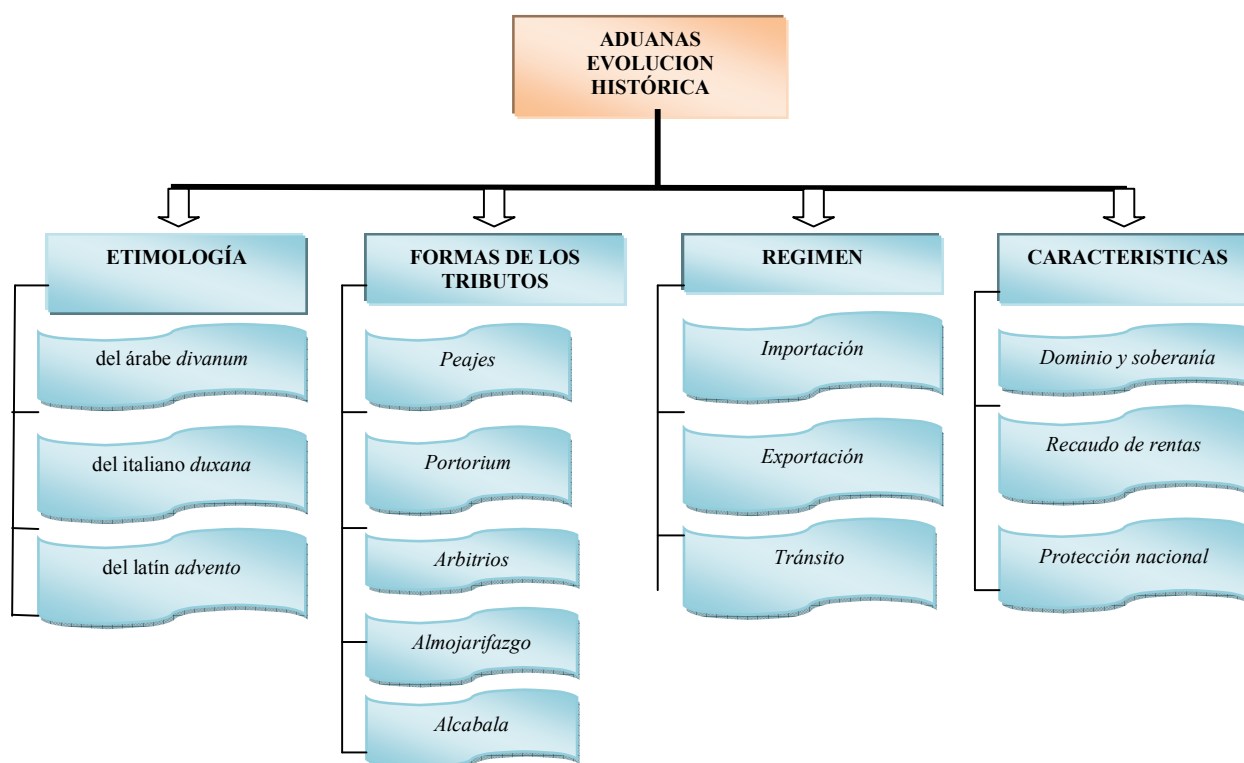 ADUANAS
EVOLUCION
HISTÓRICA
ETIMOLOGÍA
del árabe divanum
del italiano duxana
del latín advento
FORMAS DE LOS
TRIBUTOS
Peajes
Portorium
Arbitrios
Almojarifazgo
Alcabala
REGIMEN
Importación
Exportación
Tránsito
CARACTERISTICAS
Dominio y soberanía
Recaudo de rentas
Protección nacional